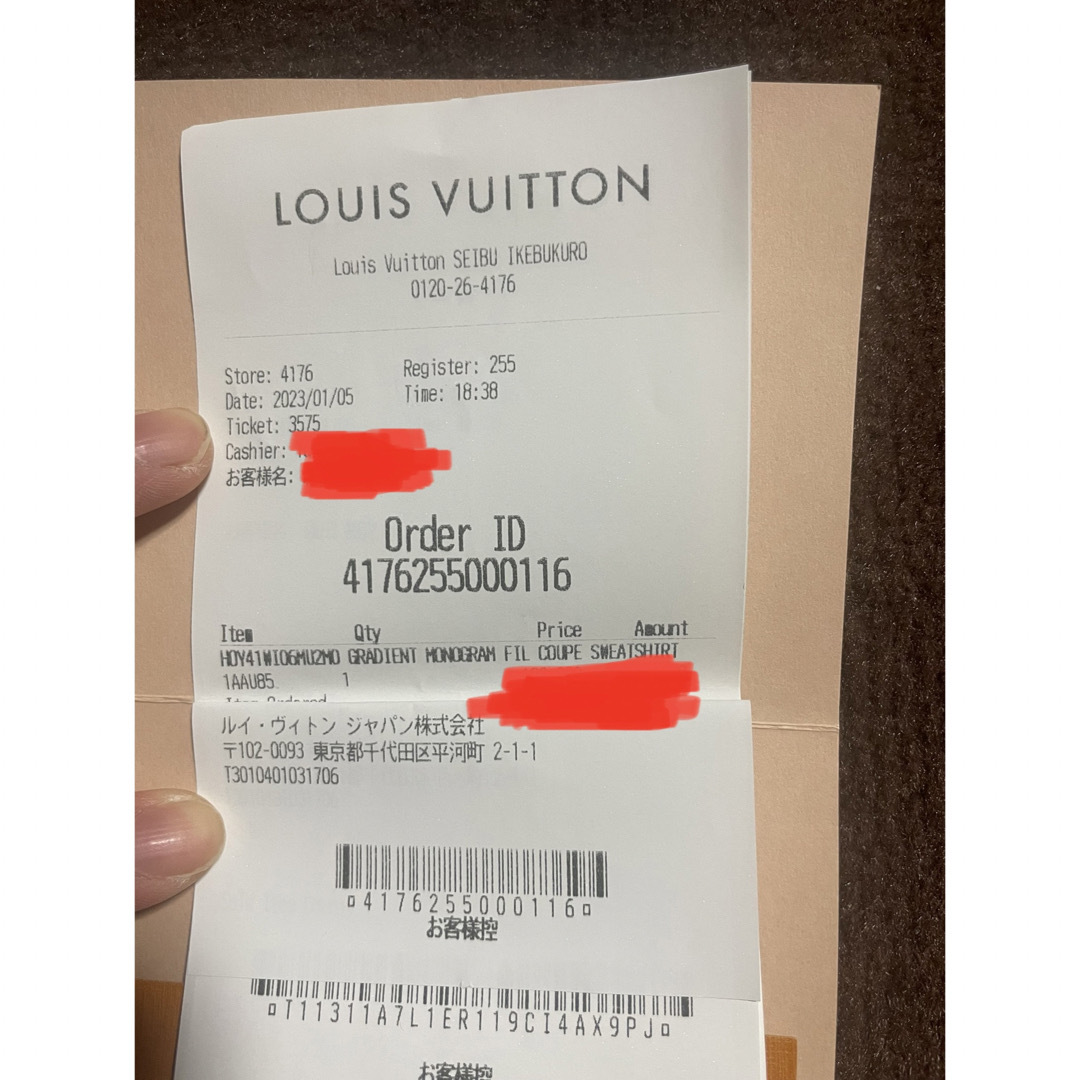 LOUIS VUITTON
Louis Vuitton SEIBU IKEBUKURO
0120-26-4176
Store: 4176 Register: 255
Date: 2023/01/05 Time: 18:38
Ticket: 3575
Cashier:
お客様名:
Order ID
4176255000116
Item Qty Price Amount
HOY41WIO6MU2MO GRADIENT MONOGRAM FIL COUPE SWEATSHIRT
1AAU85 1
ルイ・ヴィトン ジャパン株式会社
〒102-0093 東京都千代田区平河町 2-1-1
T3010401031706
¤4176255000116¤
お客様控
¤T11311A7L1ER119CI4AX9PJ¤
お客様控